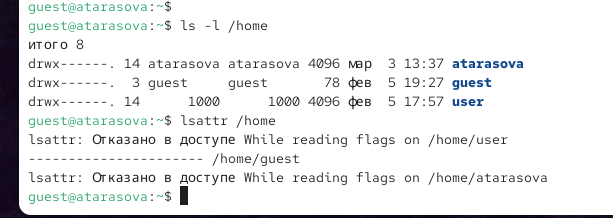 guest@atarasova:~$
guest@atarasova:~$ ls -l /home
итого 8
drwx------. 14 atarasova atarasova 4096 мар  3 13:37 atarasova
drwx------.  3 guest     guest       78 фев  5 19:27 guest
drwx------. 14      1000      1000 4096 фев  5 17:57 user
guest@atarasova:~$ lsattr /home
lsattr: Отказано в доступе While reading flags on /home/user
---------------------- /home/guest
lsattr: Отказано в доступе While reading flags on /home/atarasova
guest@atarasova:~$